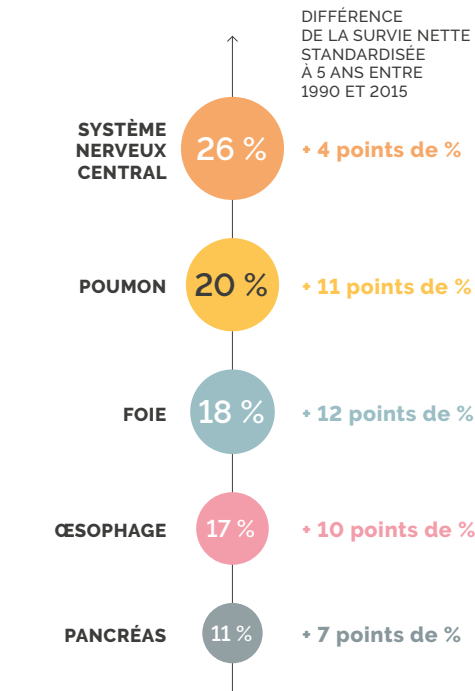 DIFFÉRENCE
DE LA SURVIE NETTE
STANDARDISÉE
À 5 ANS ENTRE
1990 ET 2015
SYSTÈME
NERVEUX
CENTRAL
26 %
+ 4 points de %
POUMON
20 %
+ 11 points de %
FOIE
18 %
+ 12 points de %
ŒSOPHAGE
17 %
+ 10 points de %
PANCRÉAS
11 %
+ 7 points de %